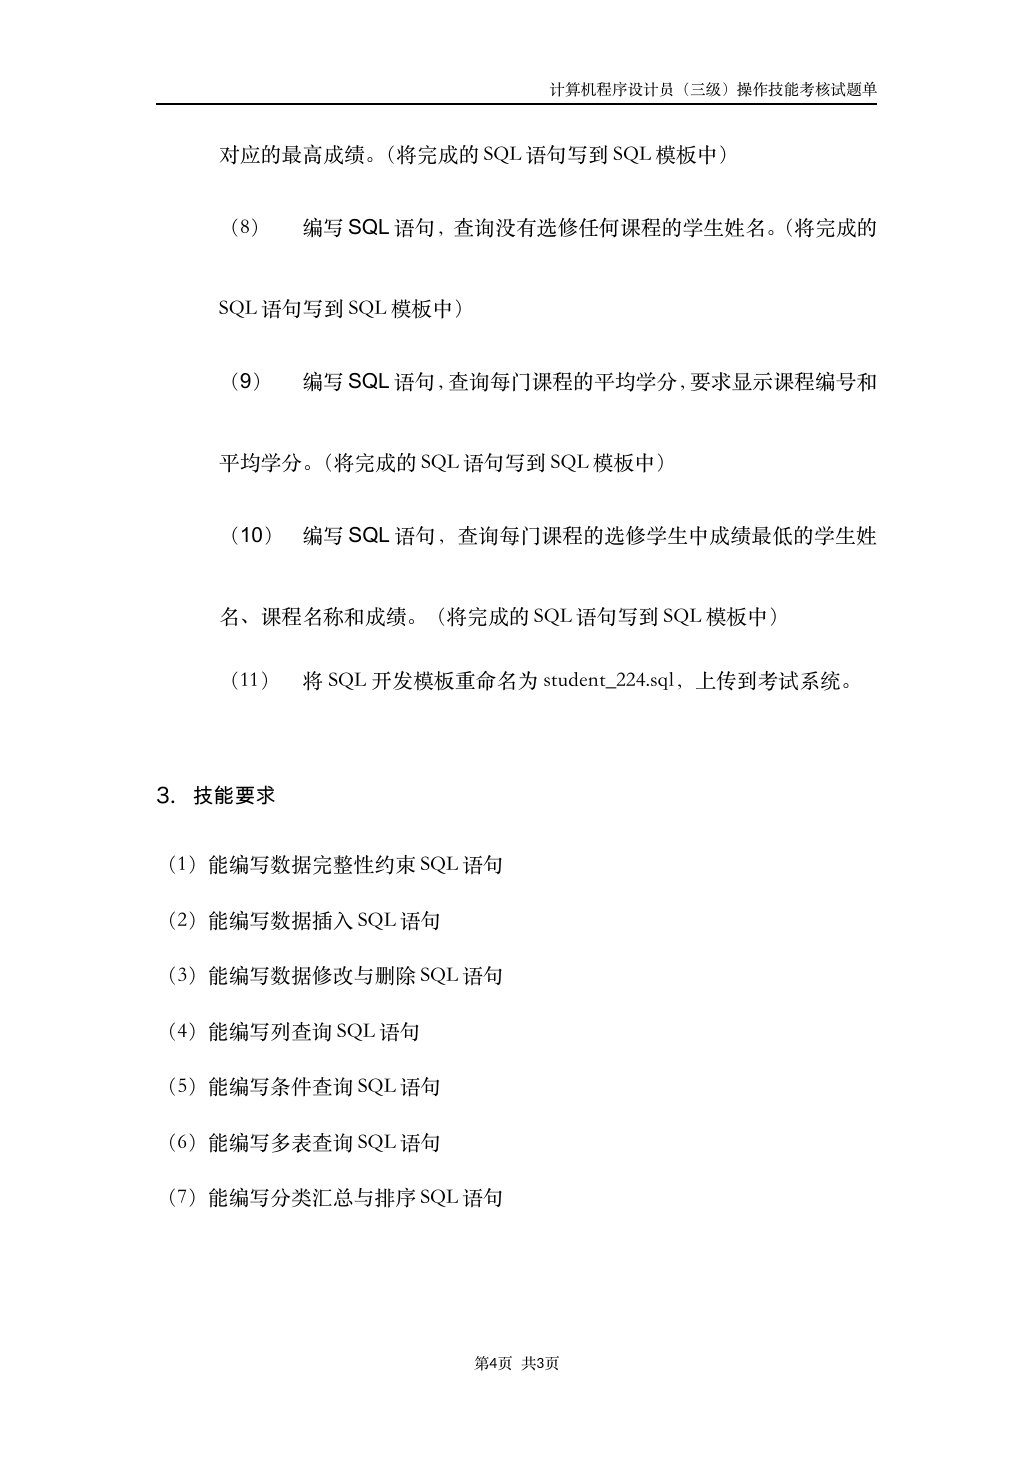 计算机程序设计员（三级）操作技能考核试题单
对应的最高成绩。（将完成的 SQL 语句写到 SQL 模板中）
（8） 编写 SQL 语句，查询没有选修任何课程的学生姓名。（将完成的
SQL 语句写到 SQL 模板中）
（9） 编写 SQL 语句，查询每门课程的平均学分，要求显示课程编号和
平均学分。（将完成的 SQL 语句写到 SQL 模板中）
（10） 编写 SQL 语句，查询每门课程的选修学生中成绩最低的学生姓
名、课程名称和成绩。（将完成的 SQL 语句写到 SQL 模板中）
（11） 将 SQL 开发模板重命名为 student_224.sql，上传到考试系统。
3. 技能要求
（1）能编写数据完整性约束 SQL 语句
（2）能编写数据插入 SQL 语句
（3）能编写数据修改与删除 SQL 语句
（4）能编写列查询 SQL 语句
（5）能编写条件查询 SQL 语句
（6）能编写多表查询 SQL 语句
（7）能编写分类汇总与排序 SQL 语句
第4页 共3页